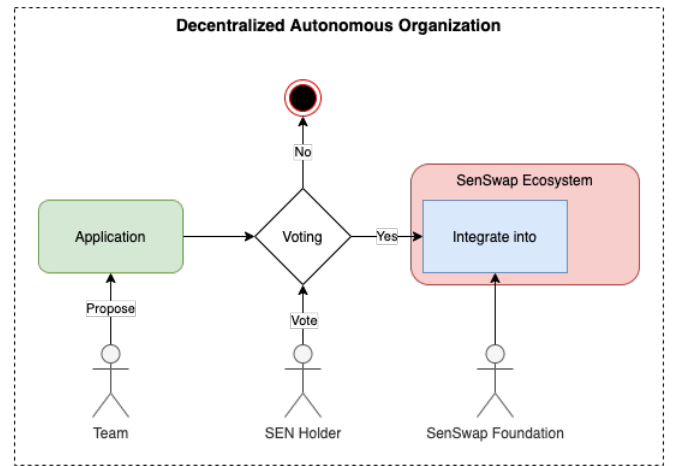 Decentralized Autonomous Organization
No
SenSwap Ecosystem
Application
Voting
Yes
Integrate into
Propose
Vote
Team
SEN Holder
SenSwap Foundation